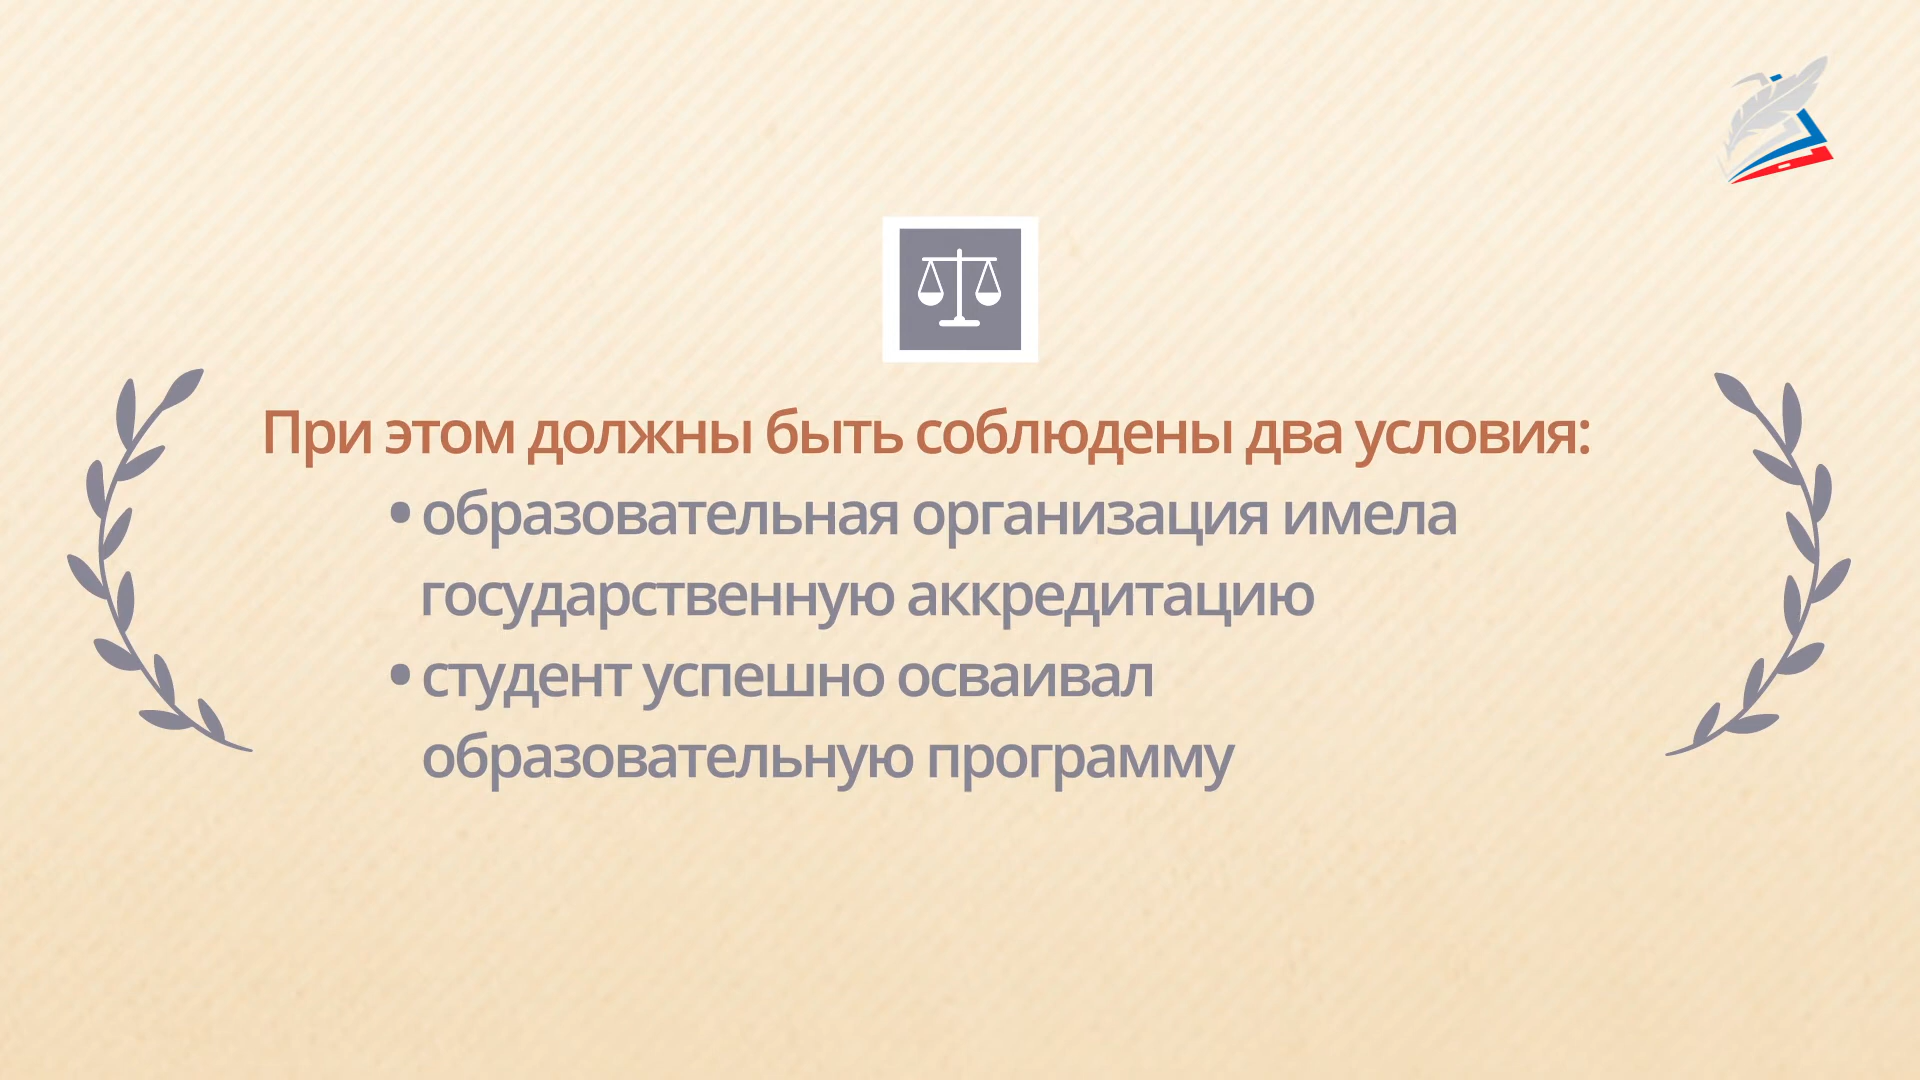 При этом должны быть соблюдены два условия:
• образовательная организация имела
государственную аккредитацию
• студент успешно осваивал
образовательную программу